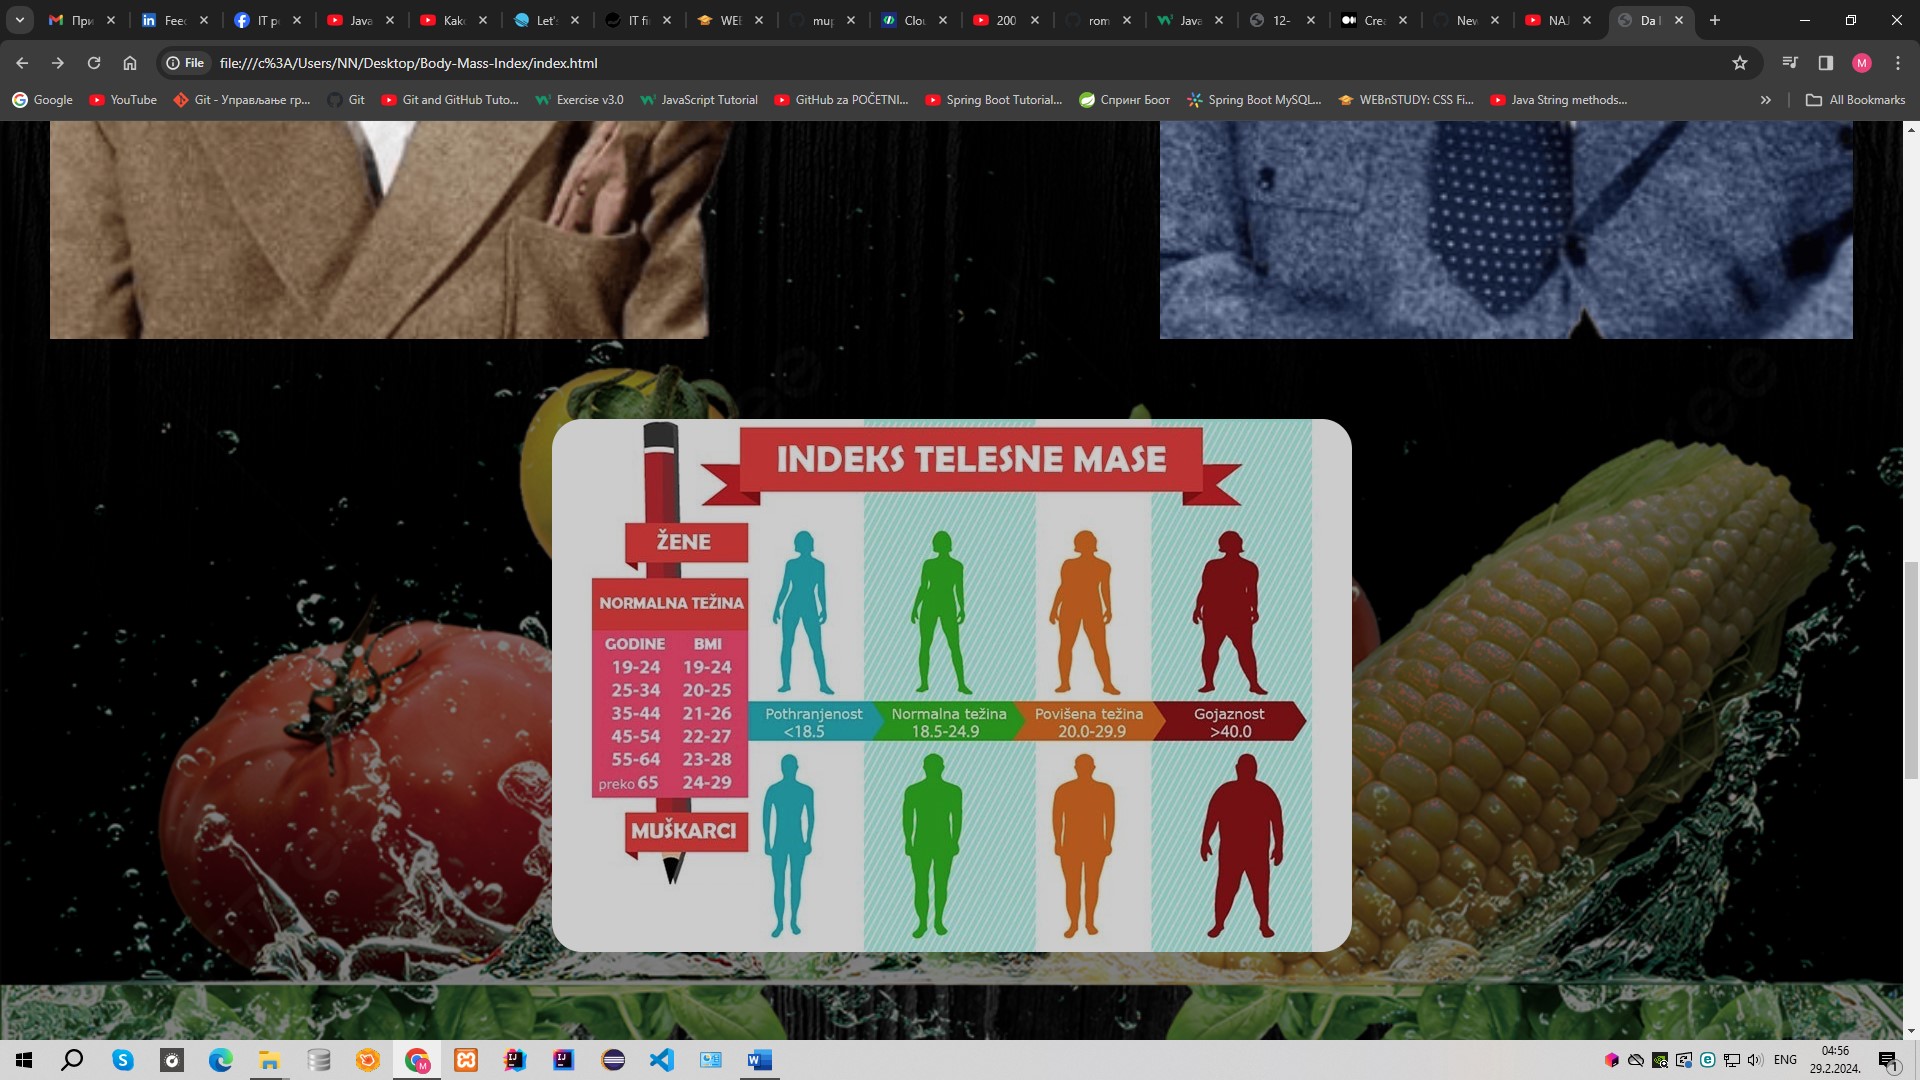 При
Feed
IT p
Java
Kako
Let's
IT fi
WEB
mup
Clou
200
rom
Java
12-
Crea
New
NAJ
Da l
File file:///c%3A/Users/NN/Desktop/Body-Mass-Index/index.html M
Google YouTube Git - Управљање гр... Git Git and GitHub Tuto... Exercise v3.0 JavaScript Tutorial GitHub za POČETNI... Spring Boot Tutorial... Спринг Боот Spring Boot MySQL... WEBnSTUDY: CSS Fi... Java String methods... » All Bookmarks
INDEKS TELESNE MASE
ŽENE
NORMALNA TEŽINA
GODINE BMI
19-24 19-24
25-34 20-25
35-44 21-26
45-54 22-27
55-64 23-28
preko 65 24-29
Pothranjenost
<18.5
Normalna težina
18.5-24.9
Povišena težina
20.0-29.9
Gojaznost
>40.0
MUŠKARCI
ENG
04:56
29.2.2024.